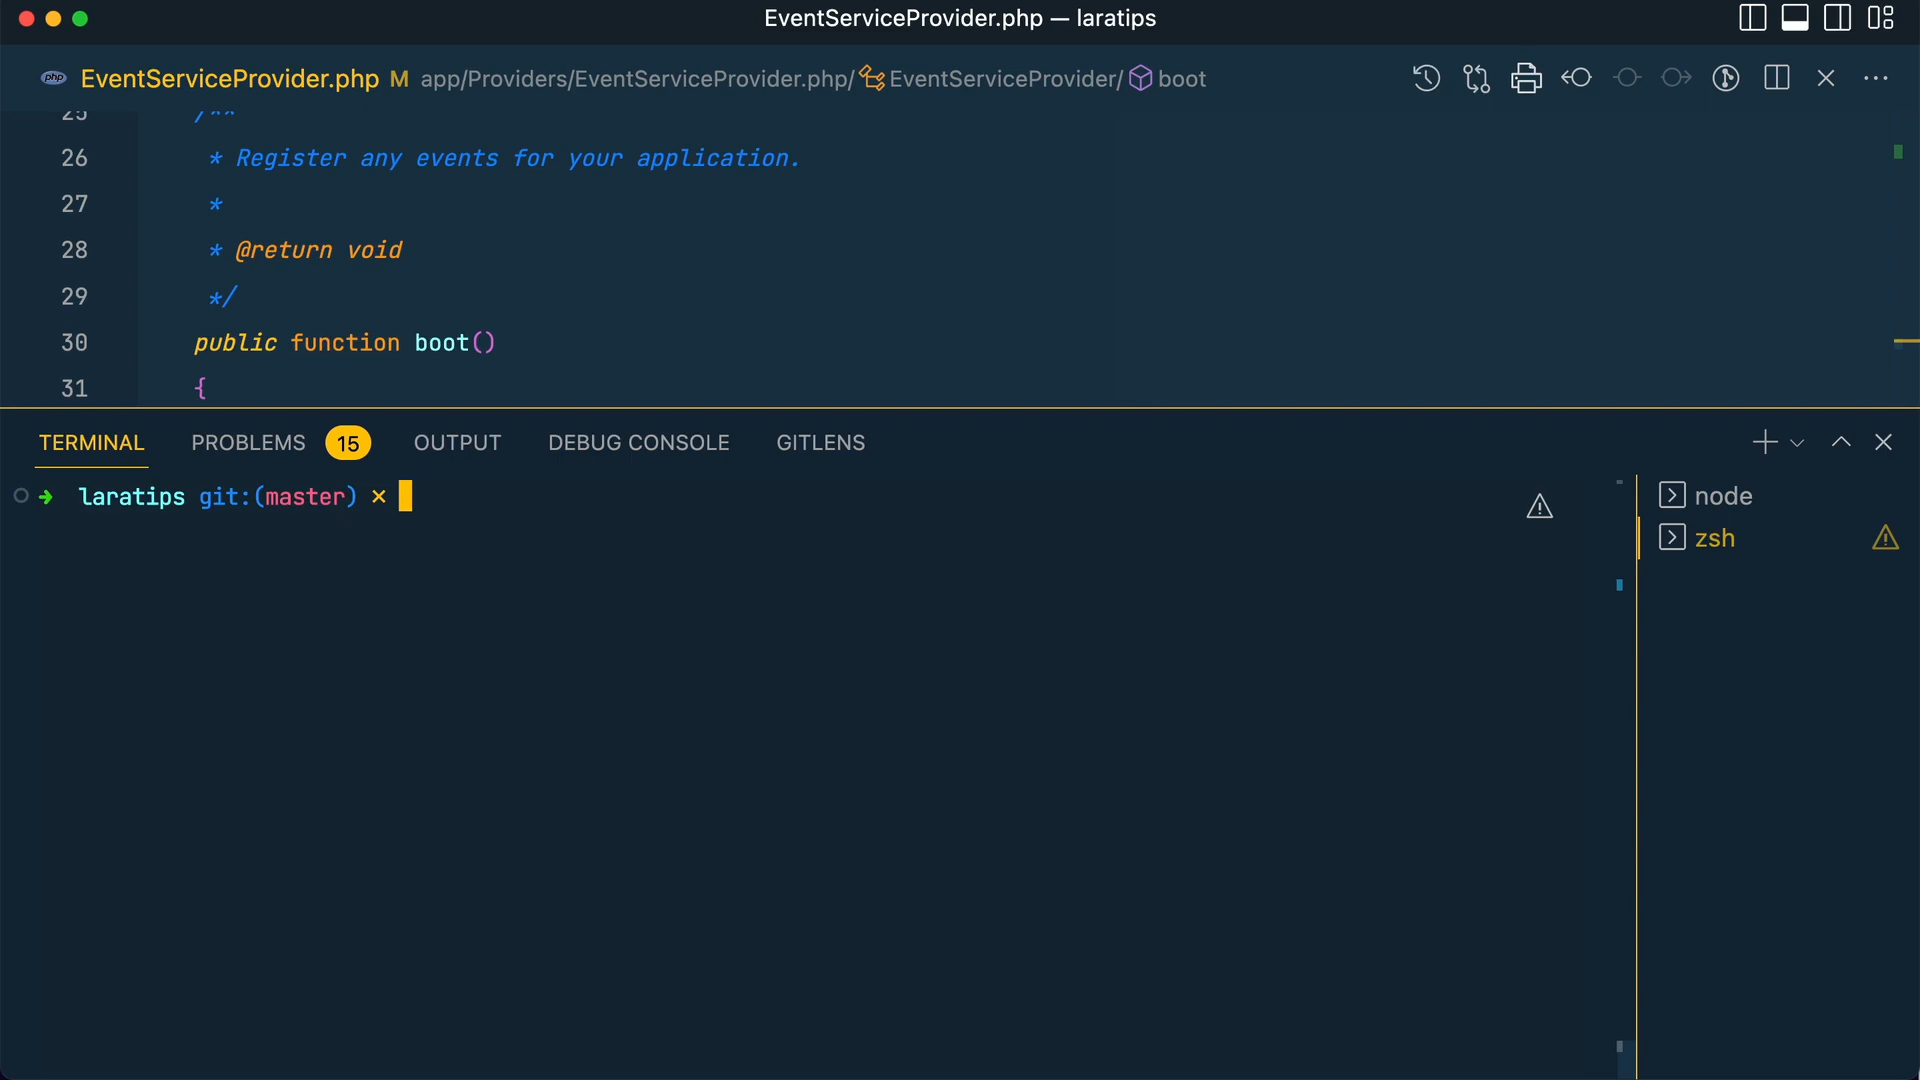 EventServiceProvider.php — laratips
php EventServiceProvider.php M app/Providers/EventServiceProvider.php/ EventServiceProvider/ boot
25 /**
26 * Register any events for your application.
27 *
28 * @return void
29 */
30 public function boot()
31 {
TERMINAL PROBLEMS 15 OUTPUT DEBUG CONSOLE GITLENS
➜ laratips git:(master) ✗
node
zsh